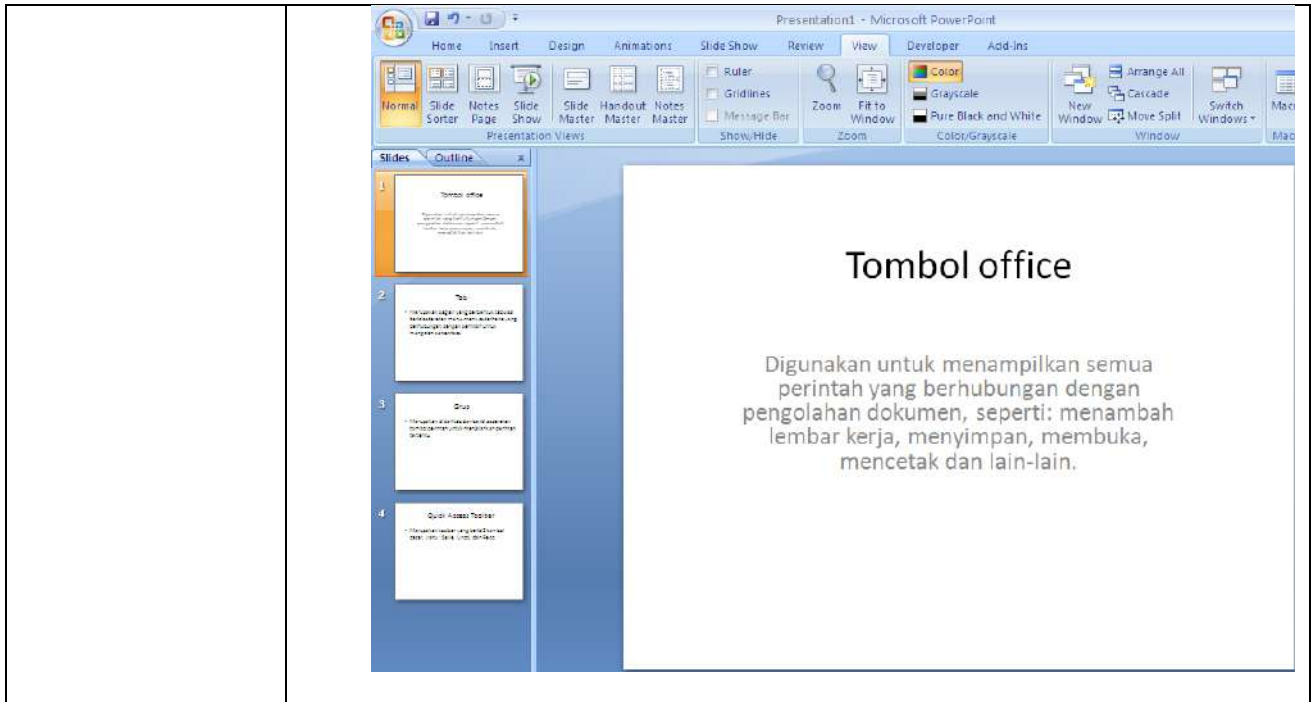 Presentation1 - Microsoft PowerPoint
Home Insert Design Animations Slide Show Review View Developer Add-Ins
Normal Slide Sorter Notes Page Slide Show Slide Master Handout Master Notes Master
Presentation Views
Ruler
Gridlines
Message Bar
Show/Hide
Zoom Fit to Window
Zoom
Color
Grayscale
Pure Black and White
Color/Grayscale
New Window
Arrange All
Cascade
Move Split
Switch Windows
Window
Slides Outline x
1
Tombol office
2
Tab
3
Grup
4
Quick Access Toolbar
Tombol office
Digunakan untuk menampilkan semua
perintah yang berhubungan dengan
pengolahan dokumen, seperti: menambah
lembar kerja, menyimpan, membuka,
mencetak dan lain-lain.